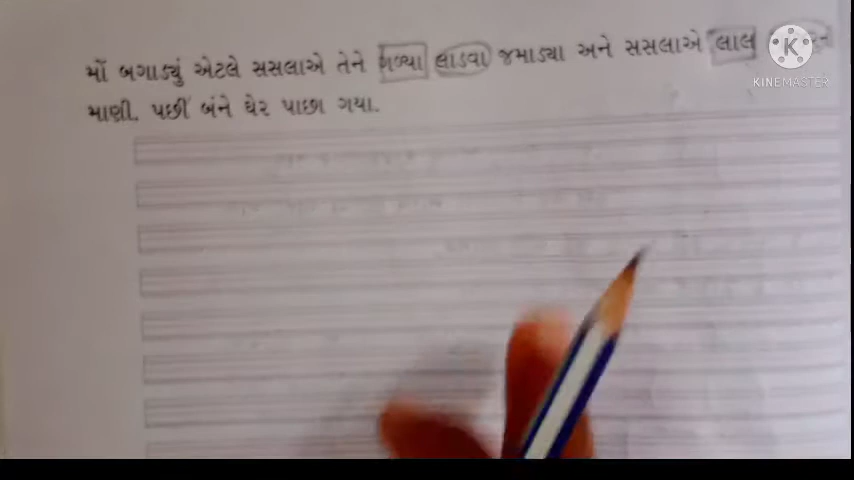 મોં બગાડ્યું એટલે સસલાએ તેને ગળ્યા લાડવા જમાડ્યા અને સસલાએ લાલ
માણી. પછી બંને ઘેર પાછા ગયા.
KINEMASTER